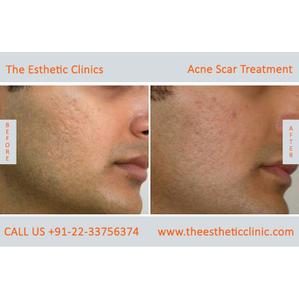 The Esthetic Clinics
Acne Scar Treatment
BEFORE
AFTER
CALL US +91-22-33756374
www.theestheticclinic.com